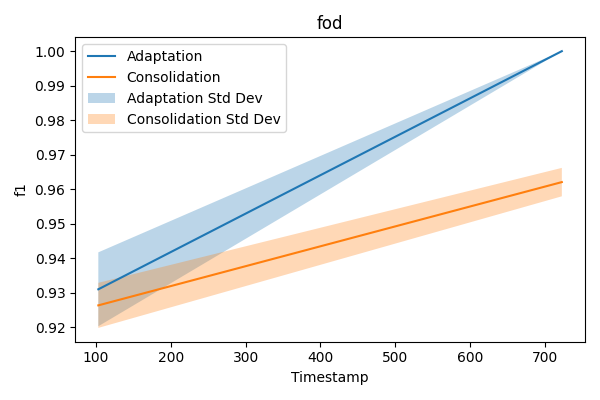 fod
Adaptation
Consolidation
Adaptation Std Dev
Consolidation Std Dev
f1
1.00
0.99
0.98
0.97
0.96
0.95
0.94
0.93
0.92
100 200 300 400 500 600 700
Timestamp